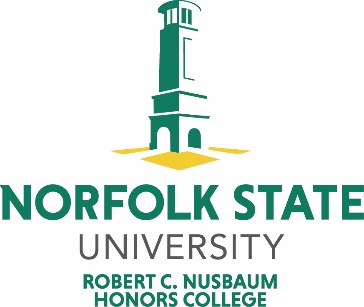 NORFOLK STATE
UNIVERSITY
ROBERT C. NUSBAUM
HONORS COLLEGE